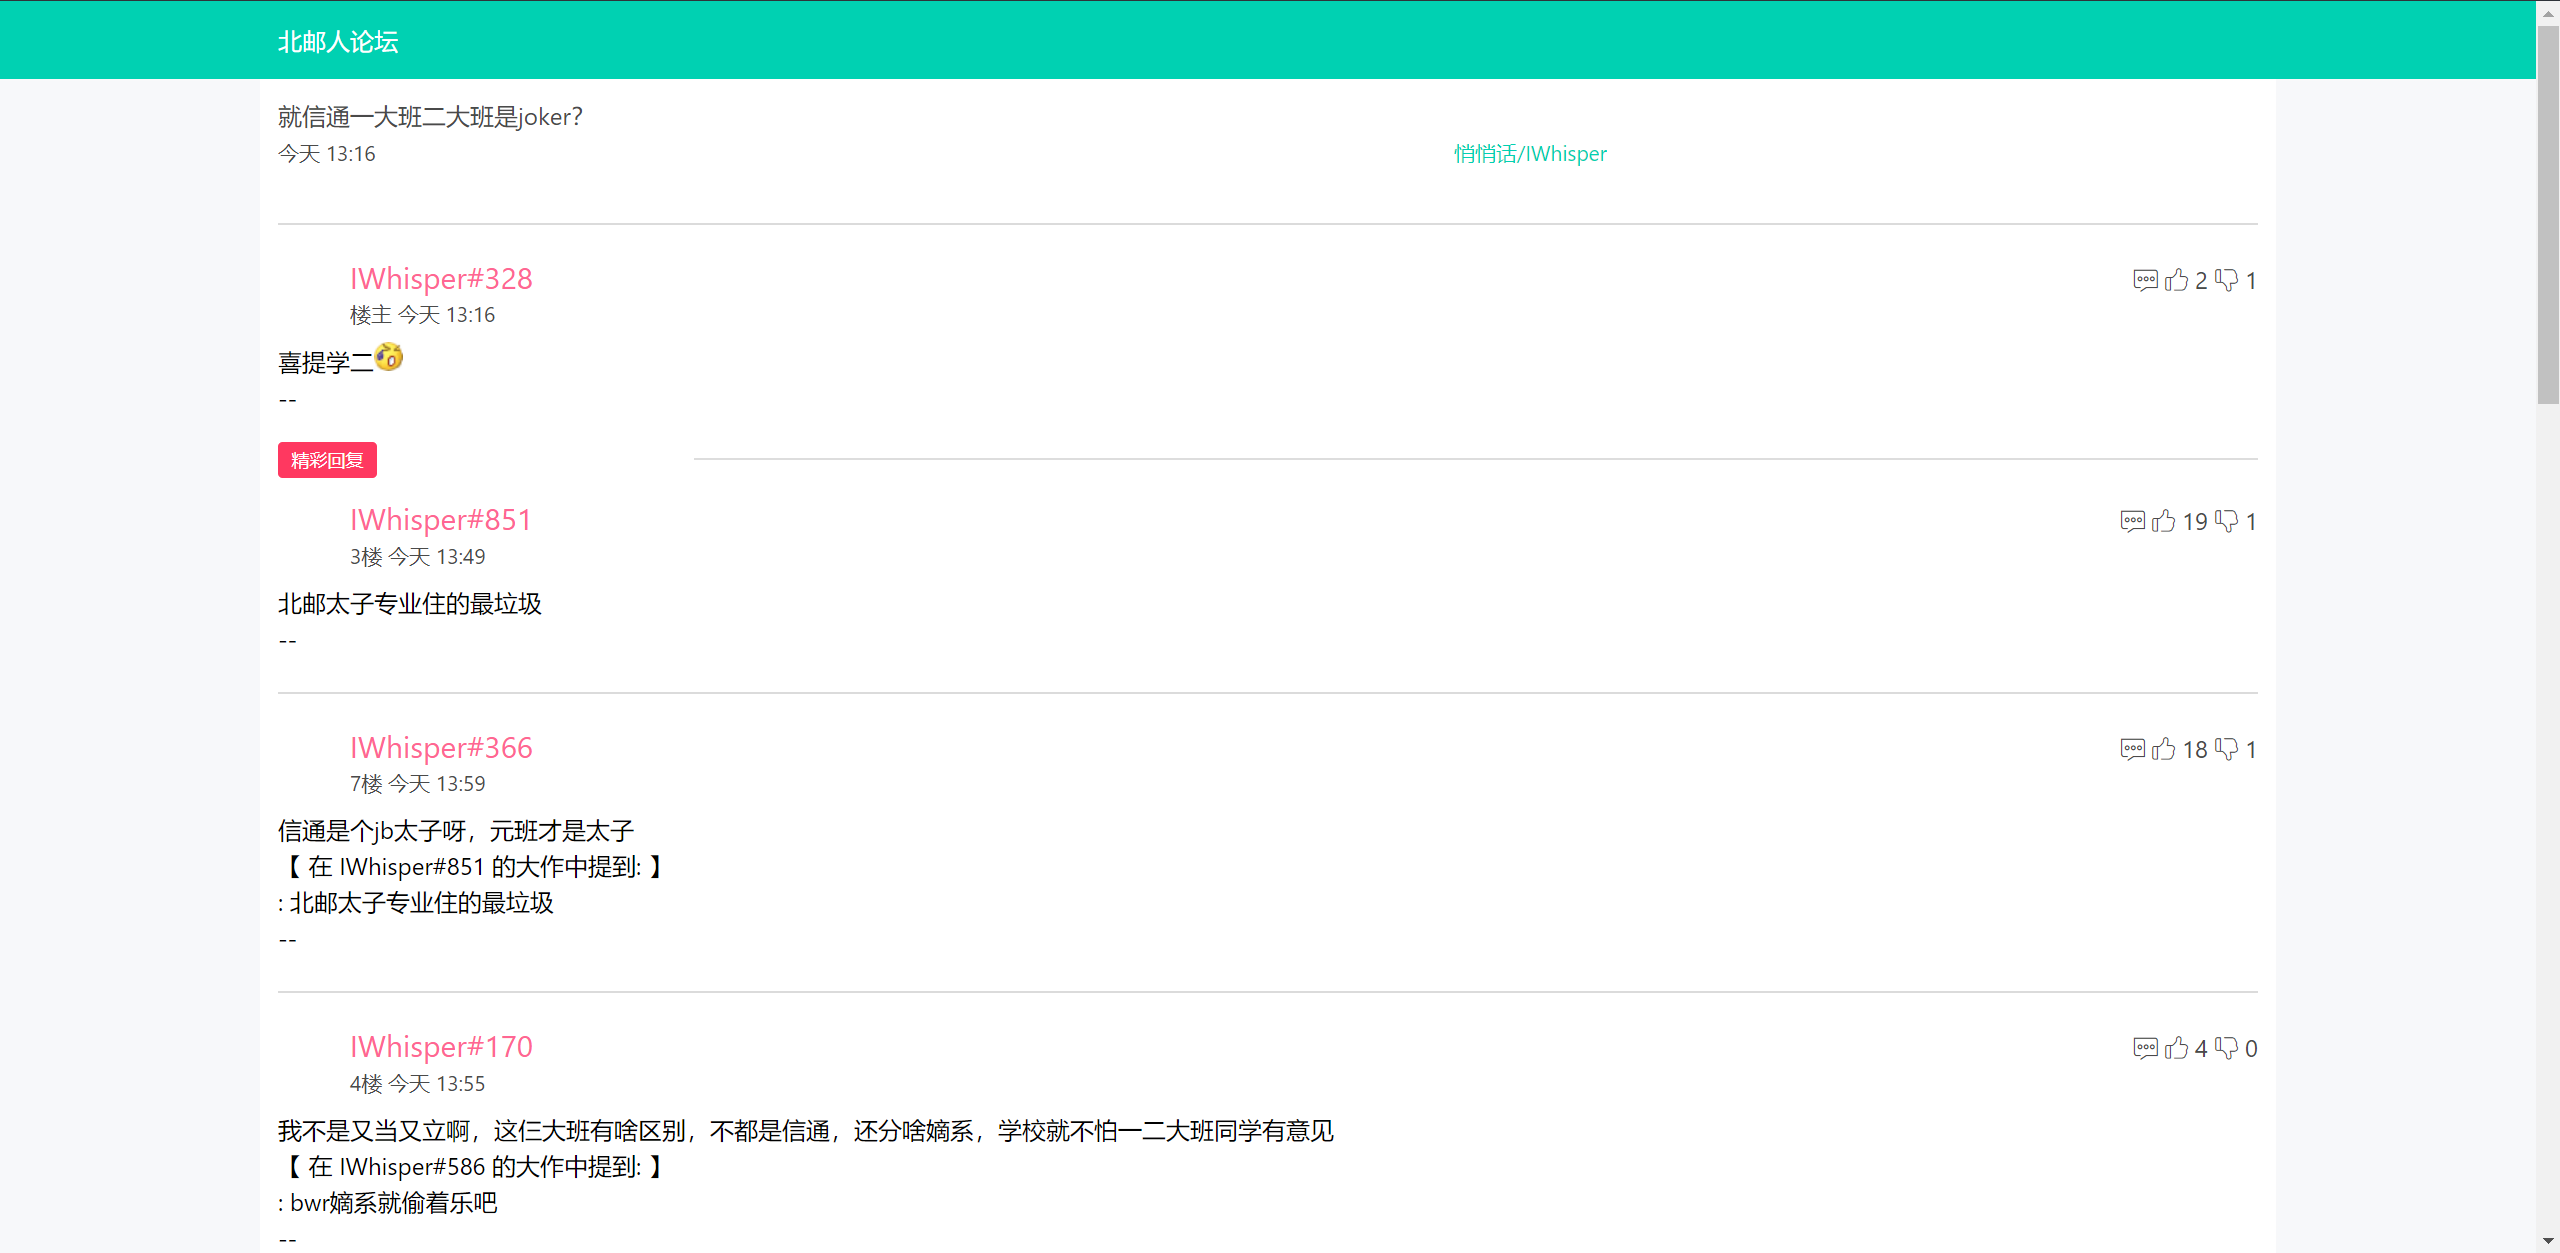 北邮人论坛
就信通一大班二大班是joker?
今天 13:16
悄悄话/IWhisper
IWhisper#328
2 1
楼主 今天 13:16
喜提学二
--
精彩回复
IWhisper#851
19 1
3楼 今天 13:49
北邮太子专业住的最垃圾
--
IWhisper#366
18 1
7楼 今天 13:59
信通是个jb太子呀，元班才是太子
【 在 IWhisper#851 的大作中提到: 】
: 北邮太子专业住的最垃圾
--
IWhisper#170
4 0
4楼 今天 13:55
我不是又当又立啊，这仨大班有啥区别，不都是信通，还分啥嫡系，学校就不怕一二大班同学有意见
【 在 IWhisper#586 的大作中提到: 】
: bwr嫡系就偷着乐吧
--